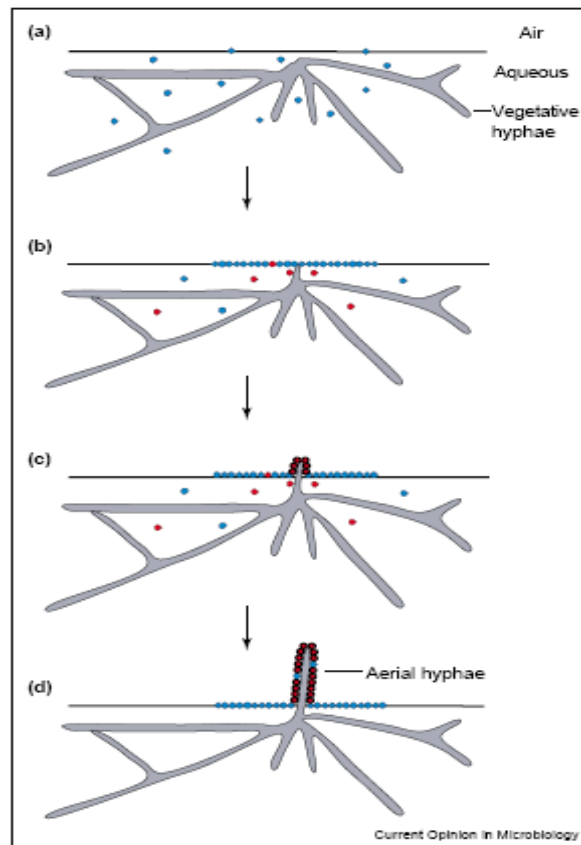 (a)
Air
Aqueous
Vegetative
hyphae
(b)
(c)
Aerial hyphae
(d)
Current Opinion in Microbiology